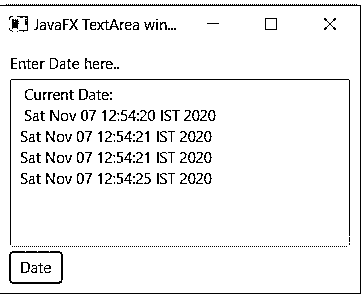 JavaFX TextArea win...
Enter Date here..
Current Date:
Sat Nov 07 12:54:20 IST 2020
Sat Nov 07 12:54:21 IST 2020
Sat Nov 07 12:54:21 IST 2020
Sat Nov 07 12:54:25 IST 2020
Date